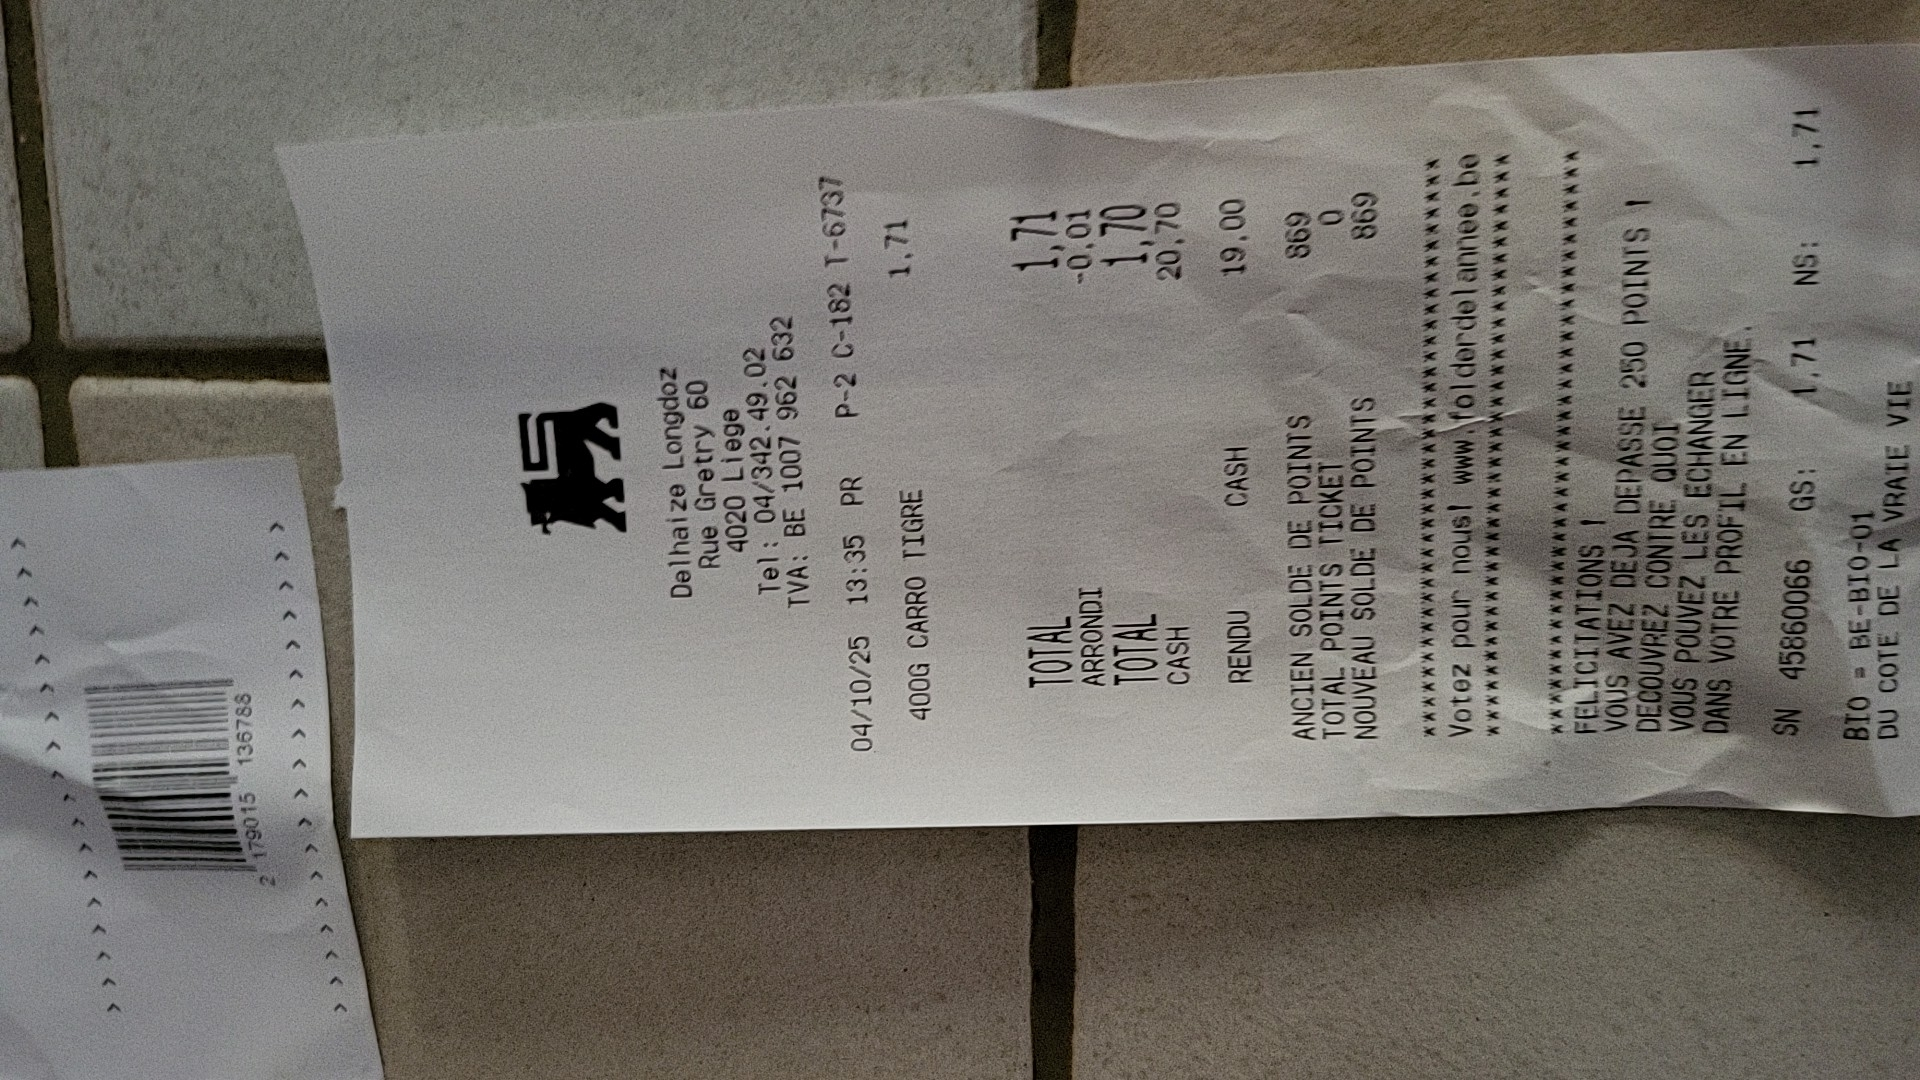 Delhaize Longdoz
Rue Gretry 60
4020 Liege
Tel: 04/342.49.02
TVA: BE 1007 962 632
04/10/25 13:35 PR P-2 C-182 T-6737
400G CARRO TIGRE 1,71
TOTAL 1,71
ARRONDI -0,01
TOTAL 1,70
CASH 20,70
RENDU CASH 19,00
ANCIEN SOLDE DE POINTS 869
TOTAL POINTS TICKET 0
NOUVEAU SOLDE DE POINTS 869
****************************************
Votez pour nous! www.folderdelannee.be
****************************************
****************************************
FELICITATIONS !
VOUS AVEZ DEJA DEPASSE 250 POINTS !
DECOUVREZ CONTRE QUOI
VOUS POUVEZ LES ECHANGER
DANS VOTRE PROFIL EN LIGNE.
SN 45860066 GS: 1,71 NS: 1,71
BIO = BE-BIO-01
DU COTE DE LA VRAIE VIE
2 179015 136788